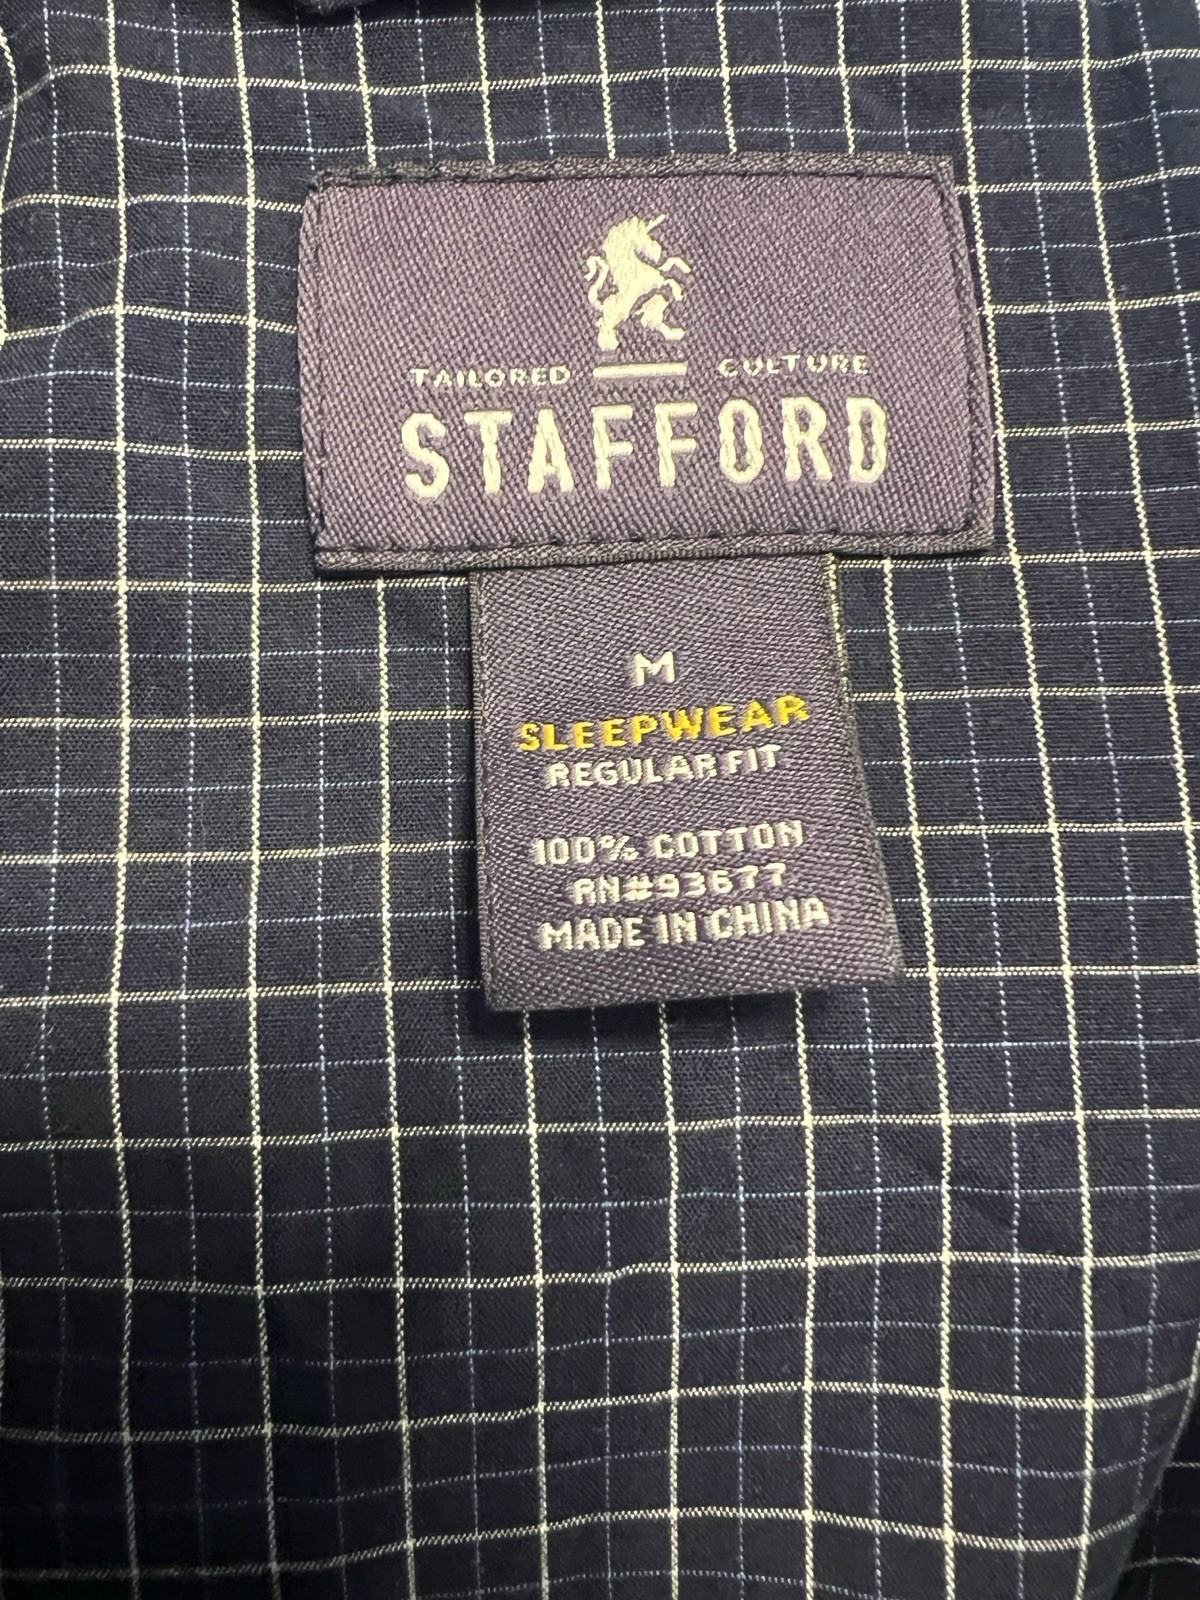 TAILORED CULTURE
STAFFORD
M
SLEEPWEAR
REGULAR FIT
100% COTTON
RN#93677
MADE IN CHINA